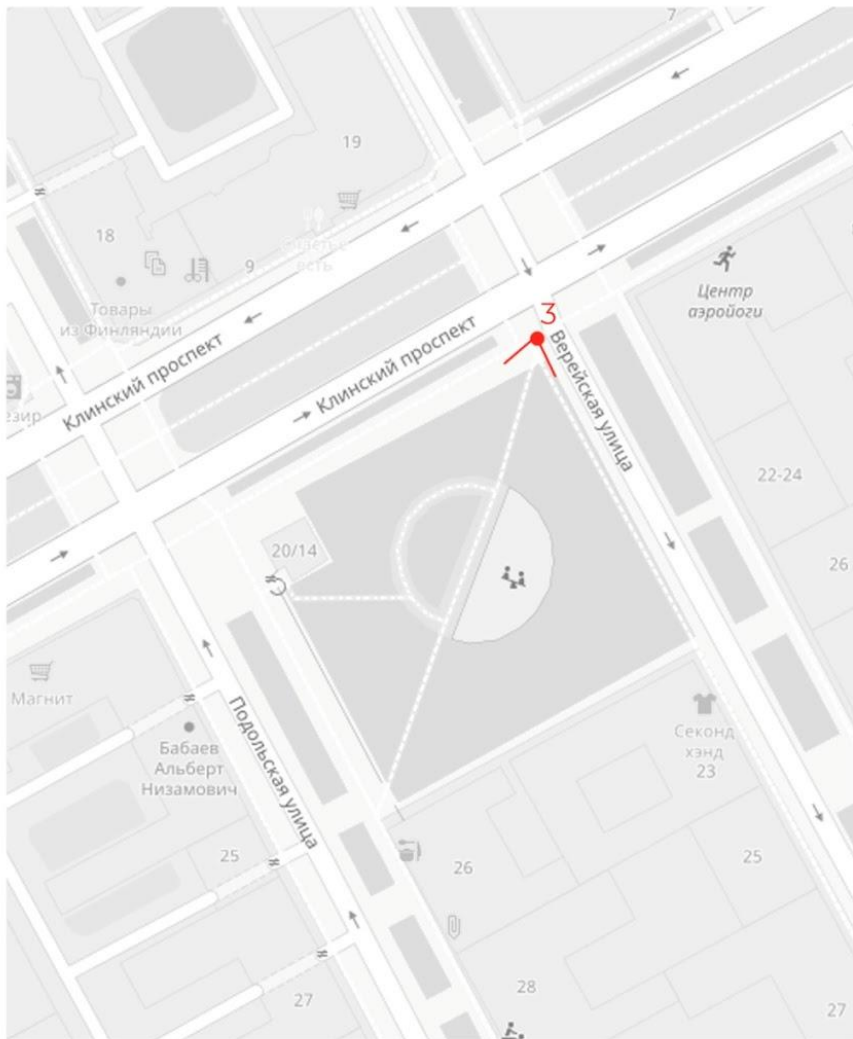 7
19
18
9
счастье
есть
Товары
из Финляндии
Клинский проспект
Клинский проспект
3
Центр
аэройоги
Верейская улица
22-24
26
20/14
Магнит
Бабаев
Альберт
Низамович
Подольская улица
Секонд
хэнд
23
25
26
25
27
28
27